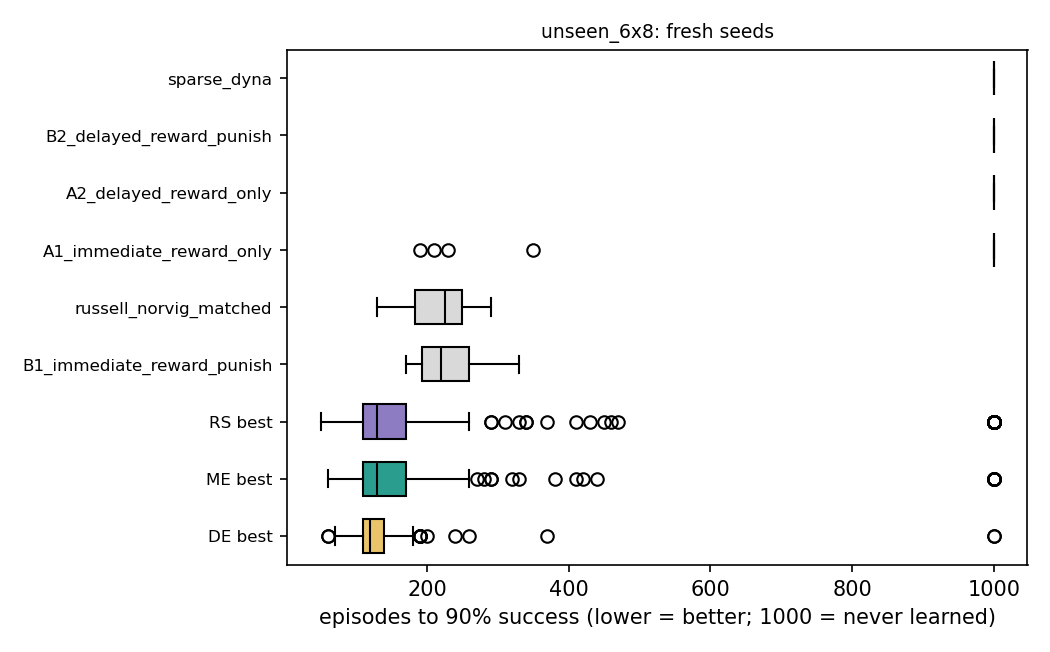 unseen_6x8: fresh seeds
sparse_dyna
B2_delayed_reward_punish
A2_delayed_reward_only
A1_immediate_reward_only
russell_norvig_matched
B1_immediate_reward_punish
RS best
ME best
DE best
200 400 600 800 1000
episodes to 90% success (lower = better; 1000 = never learned)